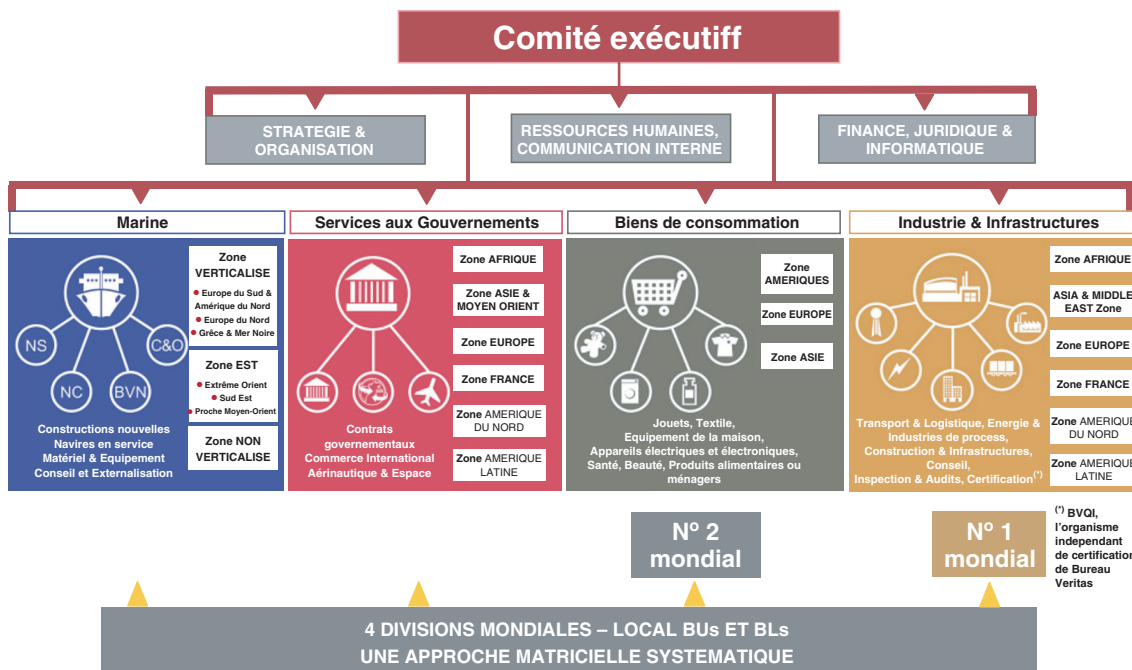 Comité exécutiff
STRATEGIE &
ORGANISATION
RESSOURCES HUMAINES,
COMMUNICATION INTERNE
FINANCE, JURIDIQUE &
INFORMATIQUE
Marine
Zone
VERTICALISE
Europe du Sud &
Amérique du Nord
Europe du Nord
Grêce & Mer Noire
Zone EST
Extrême Orient
Sud Est
Proche Moyen-Orient
Zone NON
VERTICALISE
NS
NC
BVN
C&O
Constructions nouvelles
Navires en service
Matériel & Equipement
Conseil et Externalisation
Services aux Gouvernements
Zone AFRIQUE
Zone ASIE &
MOYEN ORIENT
Zone EUROPE
Zone FRANCE
Zone AMERIQUE
DU NORD
Zone AMERIQUE
LATINE
Contrats
governementaux
Commerce International
Aérinautique & Espace
Biens de consommation
Zone
AMERIQUES
Zone EUROPE
Zone ASIE
Jouets, Textile,
Equipement de la maison,
Appareils électriques et électroniques,
Santé, Beauté, Produits alimentaires ou
ménagers
Industrie & Infrastructures
Zone AFRIQUE
ASIA & MIDDLE
EAST Zone
Zone EUROPE
Zone FRANCE
Zone AMERIQUE
DU NORD
Zone AMERIQUE
LATINE
Transport & Logistique, Energie &
Industries de process,
Construction & Infrastructures,
Conseil,
Inspection & Audits, Certification(*)
Nº 2
mondial
Nº 1
mondial
(*) BVQI,
l'organisme
independant
de certification
de Bureau
Veritas
4 DIVISIONS MONDIALES – LOCAL BUs ET BLs
UNE APPROCHE MATRICIELLE SYSTEMATIQUE